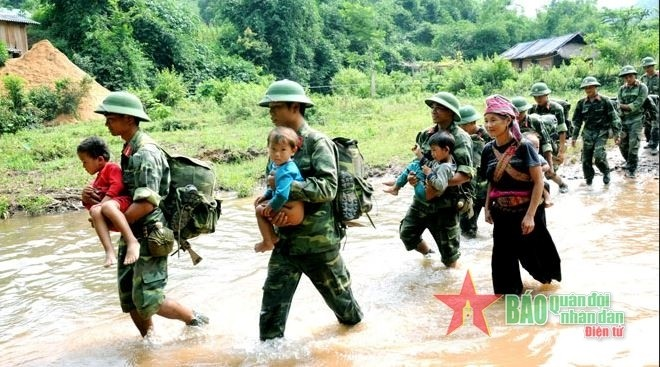 BÁO Quân đội
nhân dân
Điện tử